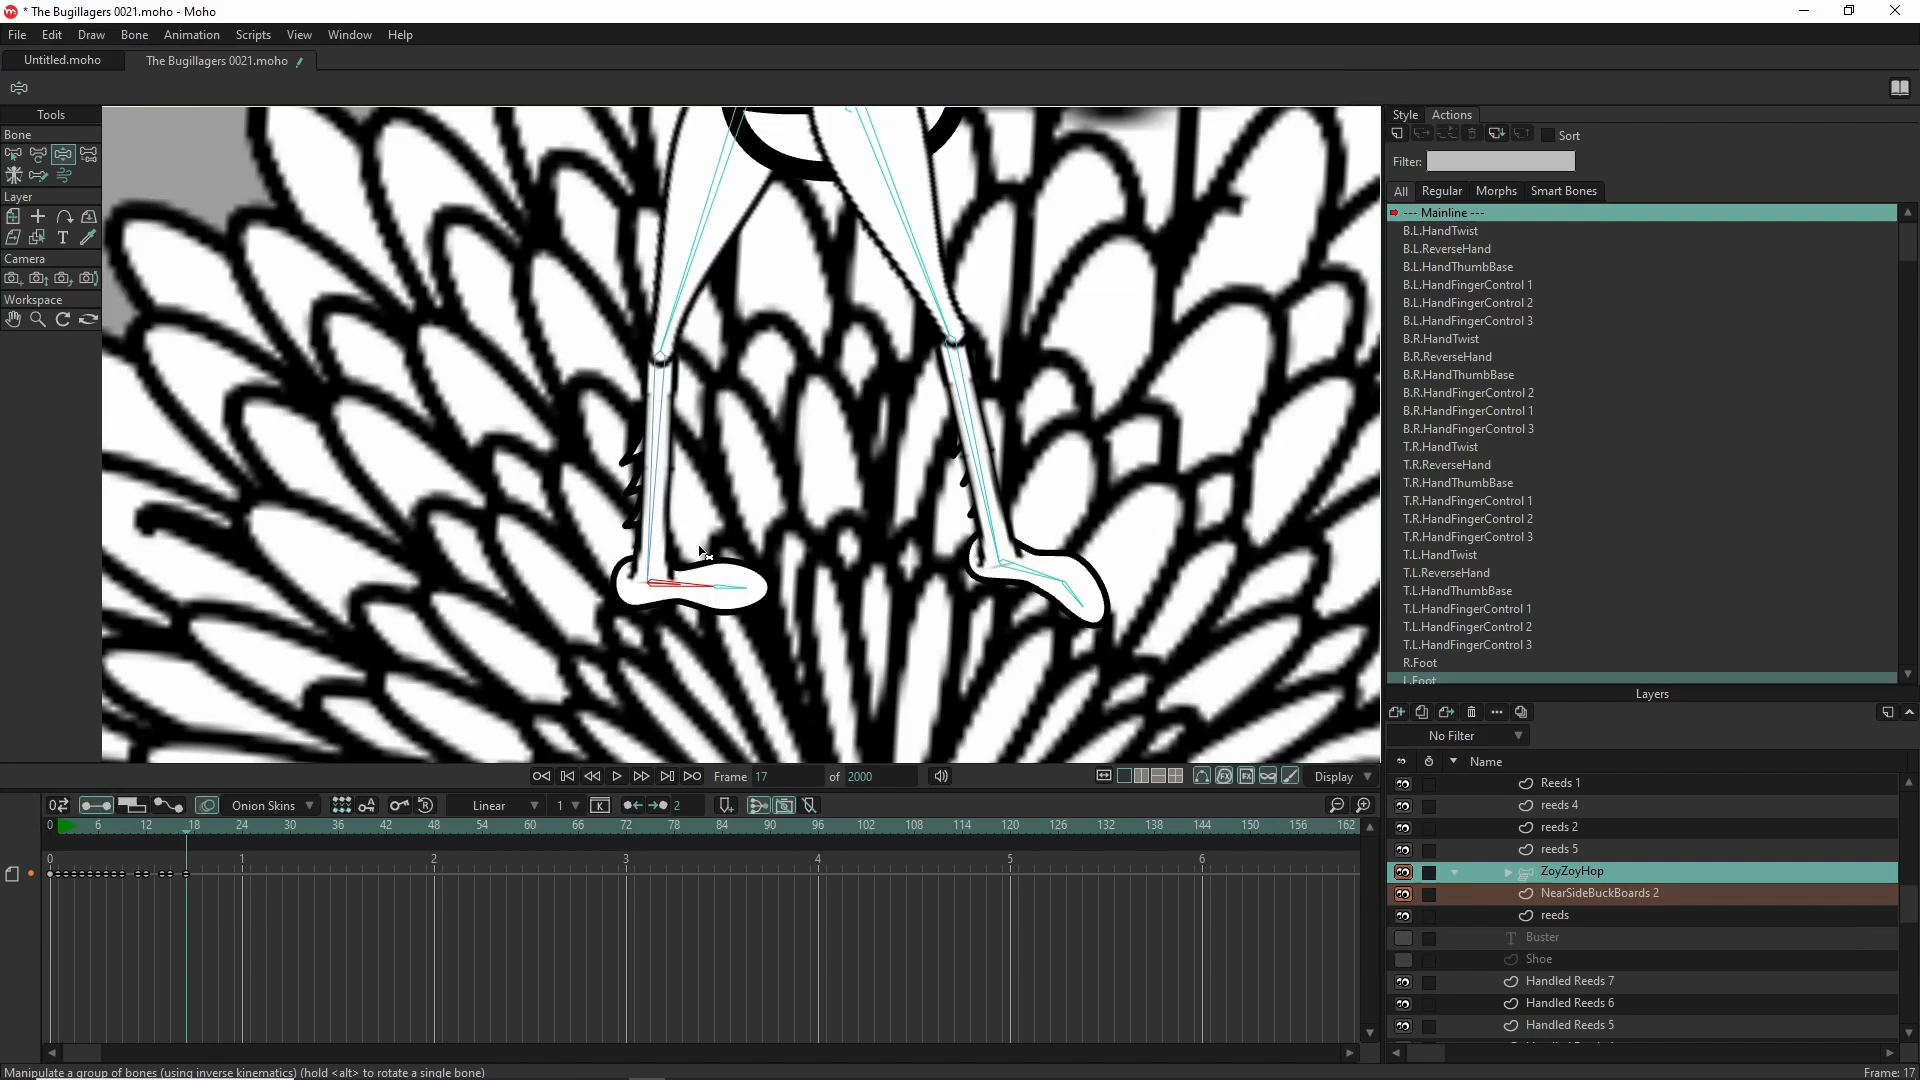 * The Bugillagers 0021.moho - Moho
File Edit Draw Bone Animation Scripts View Window Help
Untitled.moho The Bugillagers 0021.moho
Tools
Bone
Layer
Camera
Workspace
Style Actions
Sort
Filter:
All Regular Morphs Smart Bones
--- Mainline ---
B.L.HandTwist
B.L.ReverseHand
B.L.HandThumbBase
B.L.HandFingerControl 1
B.L.HandFingerControl 2
B.L.HandFingerControl 3
B.R.HandTwist
B.R.ReverseHand
B.R.HandThumbBase
B.R.HandFingerControl 2
B.R.HandFingerControl 1
B.R.HandFingerControl 3
T.R.HandTwist
T.R.ReverseHand
T.R.HandThumbBase
T.R.HandFingerControl 1
T.R.HandFingerControl 2
T.R.HandFingerControl 3
T.L.HandTwist
T.L.ReverseHand
T.L.HandThumbBase
T.L.HandFingerControl 1
T.L.HandFingerControl 2
T.L.HandFingerControl 3
R.Foot
L.Foot
Layers
No Filter
Name
Reeds 1
reeds 4
reeds 2
reeds 5
ZoyZoyHop
NearSideBuckBoards 2
reeds
Buster
Shoe
Handled Reeds 7
Handled Reeds 6
Handled Reeds 5
Frame 17 of 2000
Display
Onion Skins Linear 1 K 2
0 6 12 18 24 30 36 42 48 54 60 66 72 78 84 90 96 102 108 114 120 126 132 138 144 150 156 162
0 1 2 3 4 5 6
Manipulate a group of bones (using inverse kinematics) (hold <alt> to rotate a single bone)
Frame: 17